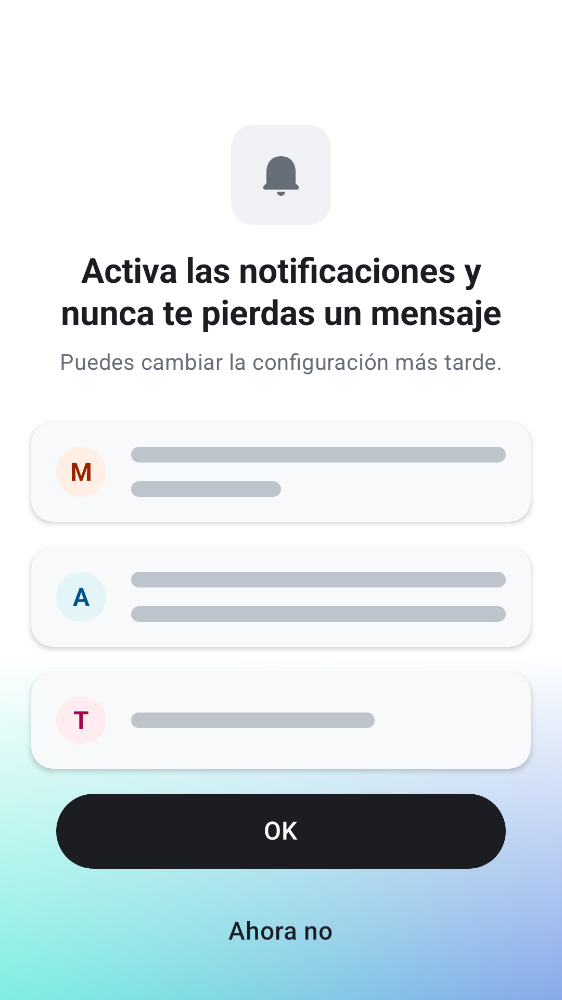 Activa las notificaciones y
nunca te pierdas un mensaje
Puedes cambiar la configuración más tarde.
M
A
T
OK
Ahora no